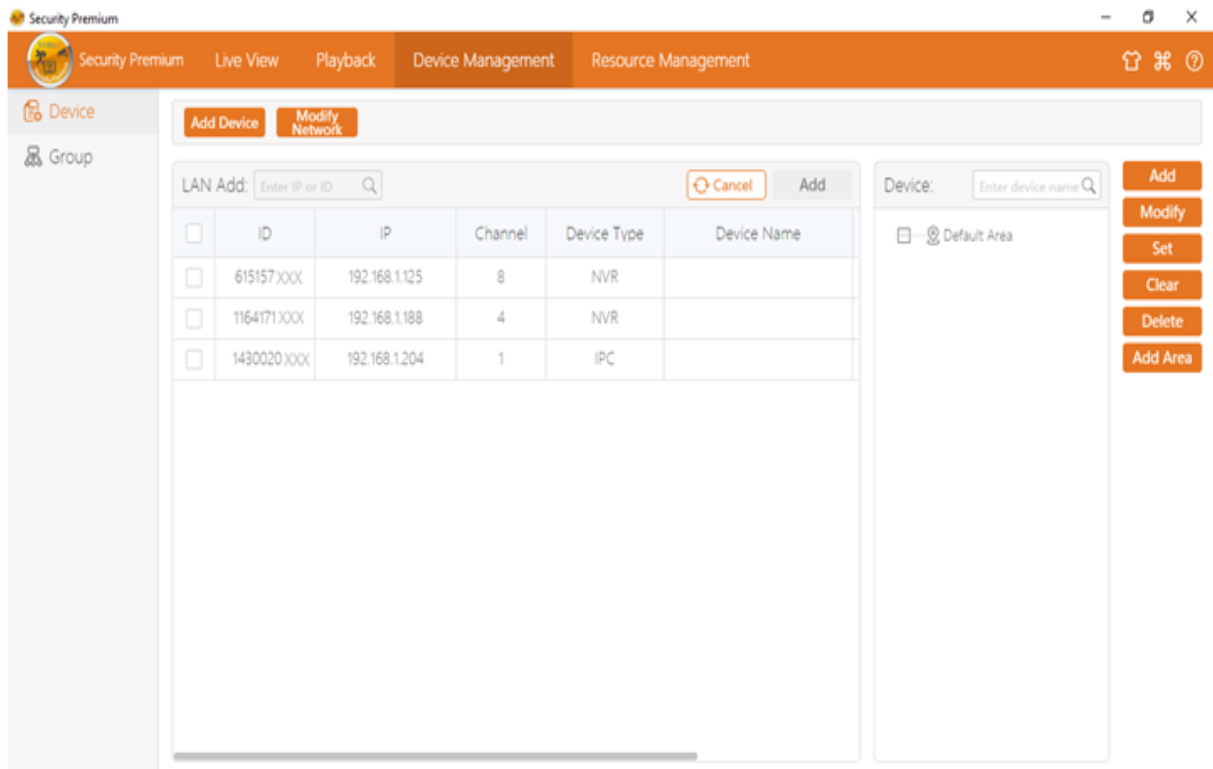 Security Premium
Security Premium Live View Playback Device Management Resource Management
Device
Group
Add Device
Modify
Network
LAN Add: Enter IP or ID Cancel Add
ID IP Channel Device Type Device Name
615157XXX 192.168.1.125 8 NVR
1164171XXX 192.168.1.188 4 NVR
1430020XXX 192.168.1.204 1 IPC
Device: Enter device name
Default Area
Add
Modify
Set
Clear
Delete
Add Area